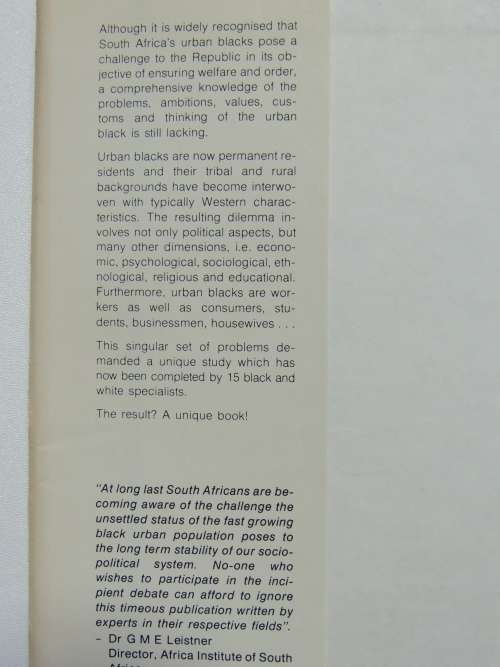 Although it is widely recognised that
South Africa's urban blacks pose a
challenge to the Republic in its ob-
jective of ensuring welfare and order,
a comprehensive knowledge of the
problems, ambitions, values, cus-
toms and thinking of the urban
black is still lacking.
Urban blacks are now permanent re-
sidents and their tribal and rural
backgrounds have become interwo-
ven with typically Western charac-
teristics. The resulting dilemma in-
volves not only political aspects, but
many other dimensions, i.e. econo-
mic, psychological, sociological, eth-
nological, religious and educational.
Furthermore, urban blacks are wor-
kers as well as consumers, stu-
dents, businessmen, housewives . . .
This singular set of problems de-
manded a unique study which has
now been completed by 15 black and
white specialists.
The result? A unique book!
"At long last South Africans are be-
coming aware of the challenge the
unsettled status of the fast growing
black urban population poses to
the long term stability of our socio-
political system. No-one who
wishes to participate in the inci-
pient debate can afford to ignore
this timeous publication written by
experts in their respective fields".
– Dr G M E Leistner
Director, Africa Institute of South